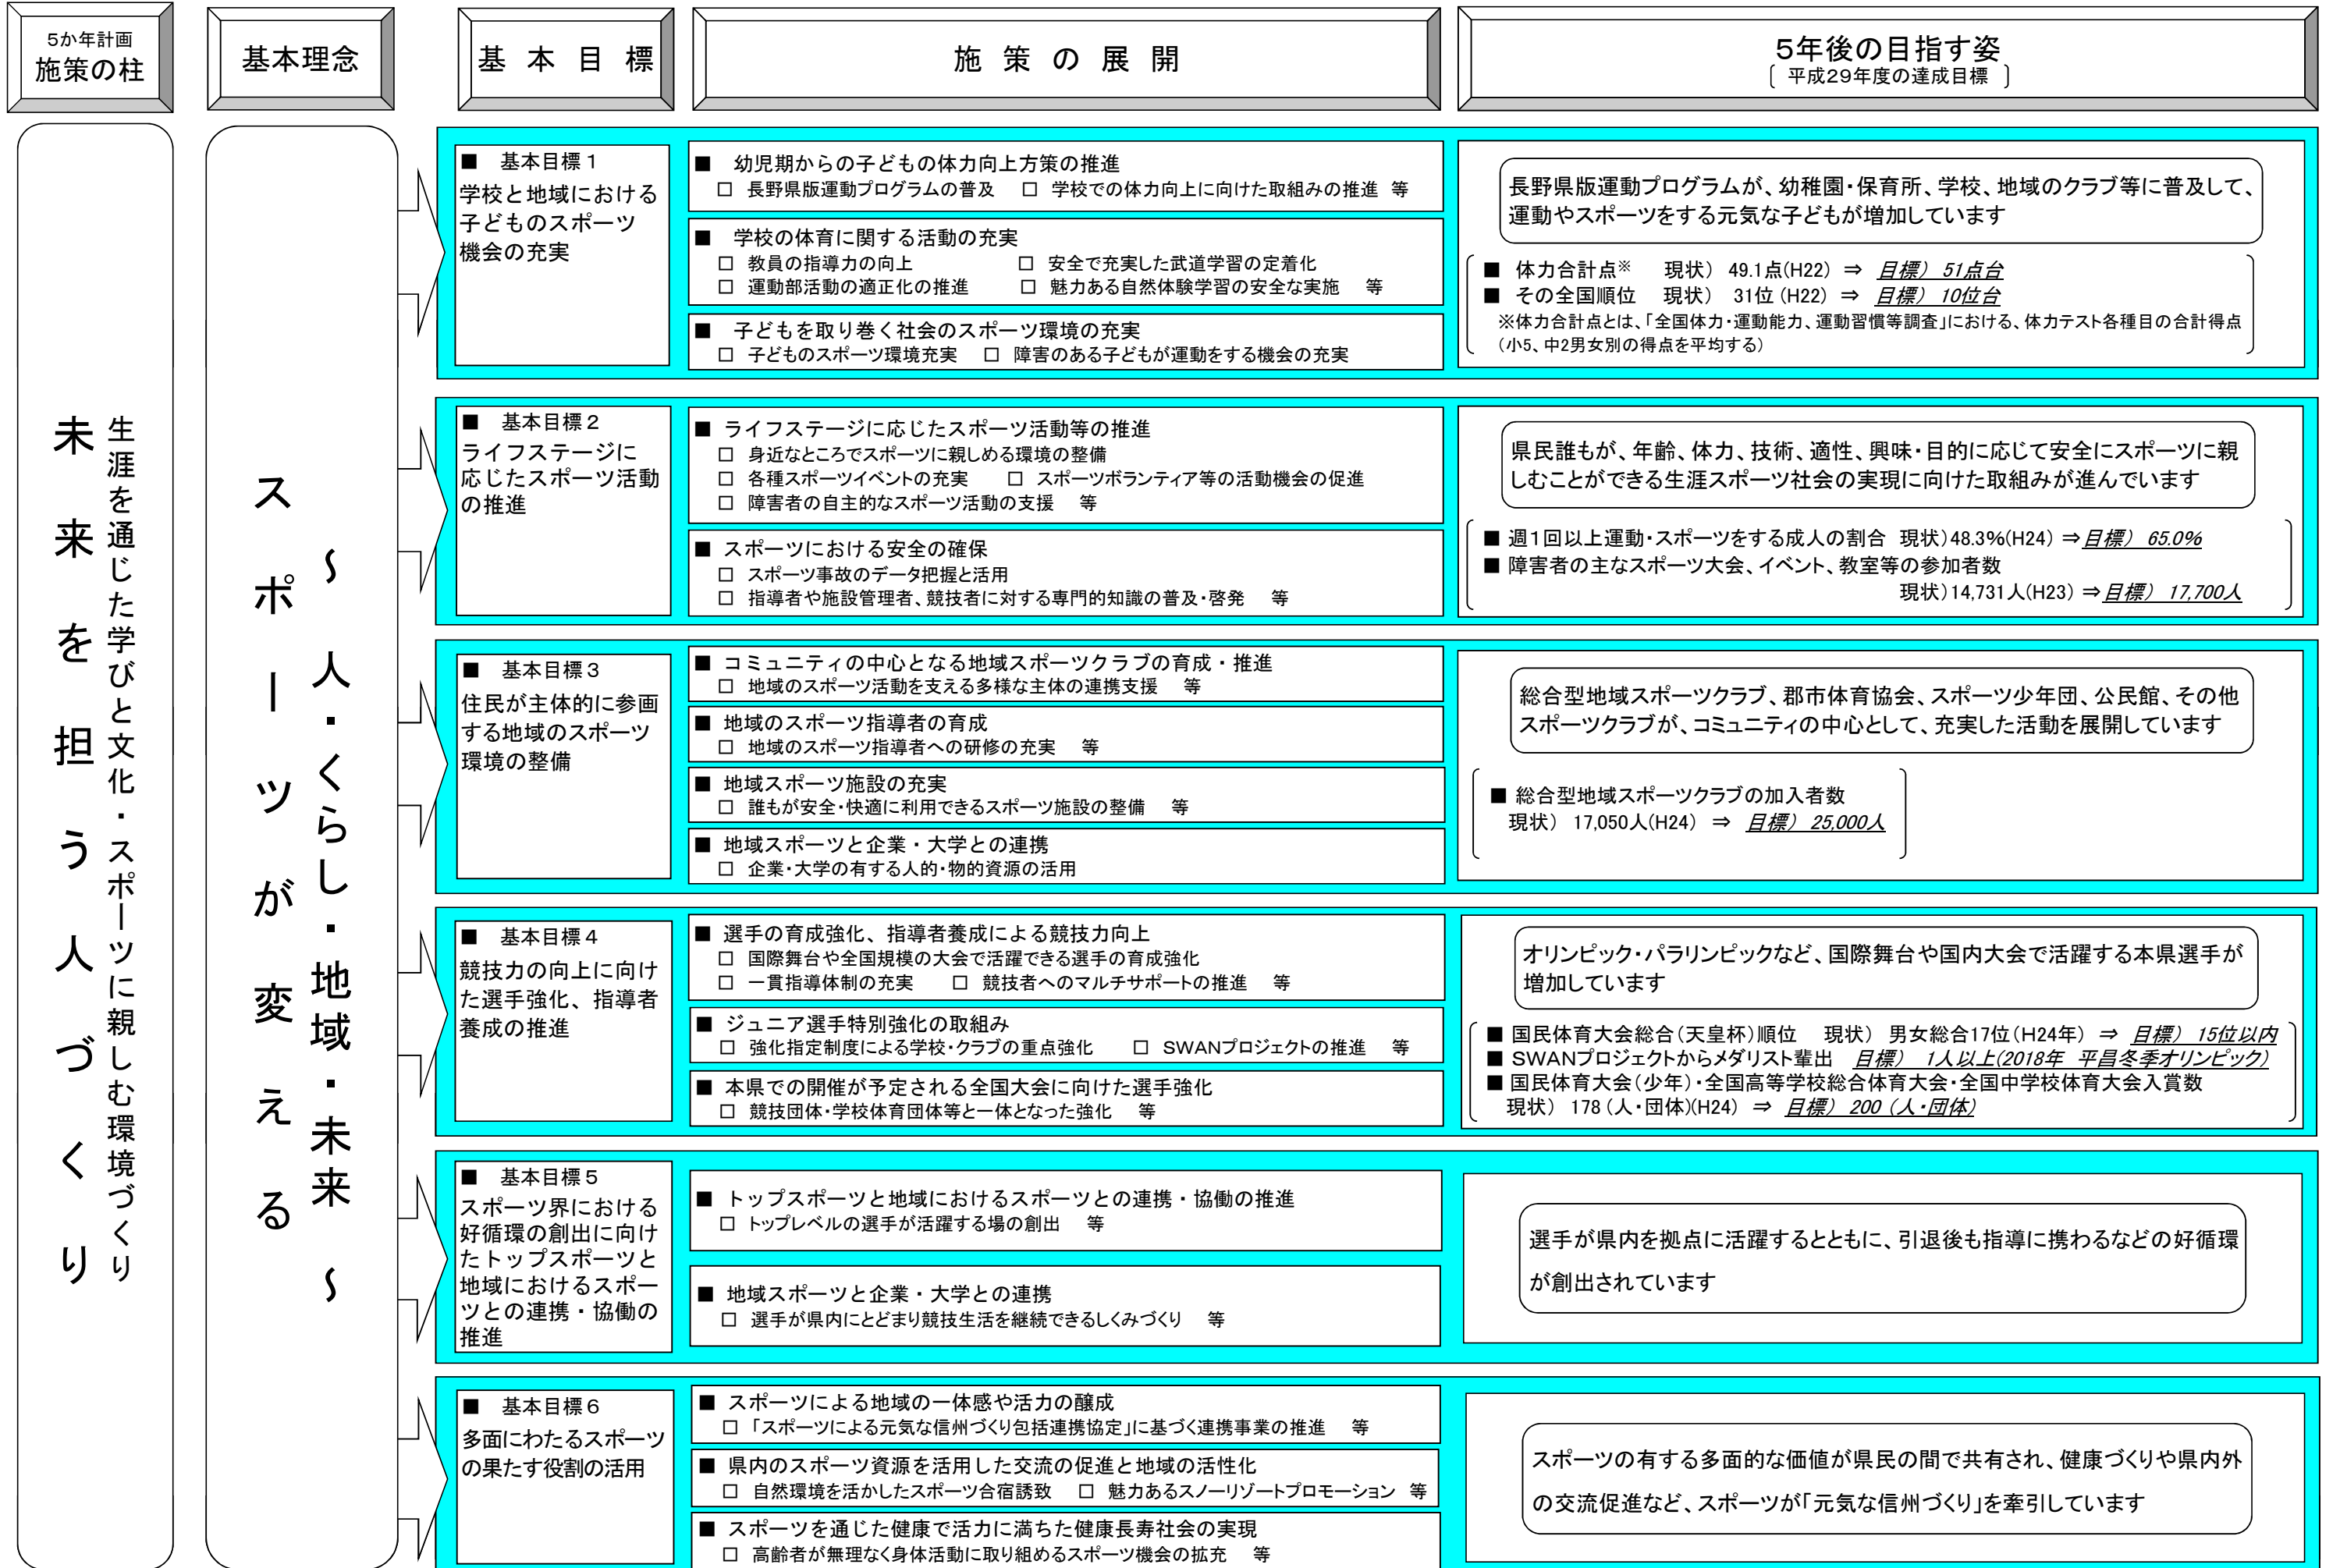 5か年計画
施策の柱
基本理念
基本目標
施策の展開
5年後の目指す姿
〔 平成29年度の達成目標 〕
未来を担う人づくり
生涯を通じた学びと文化・スポーツに親しむ環境づくり
スポーツが変える
～ 人・くらし・地域・未来 ～
■ 基本目標1
学校と地域における
子どものスポーツ
機会の充実
■ 幼児期からの子どもの体力向上方策の推進
□ 長野県版運動プログラムの普及 □ 学校での体力向上に向けた取組みの推進 等
■ 学校の体育に関する活動の充実
□ 教員の指導力の向上 □ 安全で充実した武道学習の定着化
□ 運動部活動の適正化の推進 □ 魅力ある自然体験学習の安全な実施 等
■ 子どもを取り巻く社会のスポーツ環境の充実
□ 子どものスポーツ環境充実 □ 障害のある子どもが運動をする機会の充実
長野県版運動プログラムが、幼稚園・保育所、学校、地域のクラブ等に普及して、
運動やスポーツをする元気な子どもが増加しています
■ 体力合計点※ 現状） 49.1点(H22) ⇒ 目標） 51点台
■ その全国順位 現状） 31位 (H22) ⇒ 目標） 10位台
※体力合計点とは、「全国体力・運動能力、運動習慣等調査」における、体力テスト各種目の合計得点
（小5、中2男女別の得点を平均する）
■ 基本目標2
ライフステージに
応じたスポーツ活動
の推進
■ ライフステージに応じたスポーツ活動等の推進
□ 身近なところでスポーツに親しめる環境の整備
□ 各種スポーツイベントの充実 □ スポーツボランティア等の活動機会の促進
□ 障害者の自主的なスポーツ活動の支援 等
■ スポーツにおける安全の確保
□ スポーツ事故のデータ把握と活用
□ 指導者や施設管理者、競技者に対する専門的知識の普及・啓発 等
県民誰もが、年齢、体力、技術、適性、興味・目的に応じて安全にスポーツに親
しむことができる生涯スポーツ社会の実現に向けた取組みが進んでいます
■ 週1回以上運動・スポーツをする成人の割合 現状）48.3%(H24) ⇒目標） 65.0%
■ 障害者の主なスポーツ大会、イベント、教室等の参加者数
現状）14,731人(H23) ⇒目標） 17,700人
■ 基本目標3
住民が主体的に参画
する地域のスポーツ
環境の整備
■ コミュニティの中心となる地域スポーツクラブの育成・推進
□ 地域のスポーツ活動を支える多様な主体の連携支援 等
■ 地域のスポーツ指導者の育成
□ 地域のスポーツ指導者への研修の充実 等
■ 地域スポーツ施設の充実
□ 誰もが安全・快適に利用できるスポーツ施設の整備 等
■ 地域スポーツと企業・大学との連携
□ 企業・大学の有する人的・物的資源の活用
総合型地域スポーツクラブ、郡市体育協会、スポーツ少年団、公民館、その他
スポーツクラブが、コミュニティの中心として、充実した活動を展開しています
■ 総合型地域スポーツクラブの加入者数
現状） 17,050人(H24) ⇒ 目標） 25,000人
■ 基本目標4
競技力の向上に向け
た選手強化、指導者
養成の推進
■ 選手の育成強化、指導者養成による競技力向上
□ 国際舞台や全国規模の大会で活躍できる選手の育成強化
□ 一貫指導体制の充実 □ 競技者へのマルチサポートの推進 等
■ ジュニア選手特別強化の取組み
□ 強化指定制度による学校・クラブの重点強化 □ SWANプロジェクトの推進 等
■ 本県での開催が予定される全国大会に向けた選手強化
□ 競技団体・学校体育団体等と一体となった強化 等
オリンピック・パラリンピックなど、国際舞台や国内大会で活躍する本県選手が
増加しています
■ 国民体育大会総合（天皇杯）順位 現状） 男女総合17位(H24年) ⇒ 目標） 15位以内
■ SWANプロジェクトからメダリスト輩出 目標） 1人以上(2018年 平昌冬季オリンピック)
■ 国民体育大会（少年）・全国高等学校総合体育大会・全国中学校体育大会入賞数
現状） 178 (人・団体)(H24) ⇒ 目標） 200 (人・団体)
■ 基本目標5
スポーツ界における
好循環の創出に向け
たトップスポーツと
地域におけるスポー
ツとの連携・協働の
推進
■ トップスポーツと地域におけるスポーツとの連携・協働の推進
□ トップレベルの選手が活躍する場の創出 等
■ 地域スポーツと企業・大学との連携
□ 選手が県内にとどまり競技生活を継続できるしくみづくり 等
選手が県内を拠点に活躍するとともに、引退後も指導に携わるなどの好循環
が創出されています
■ 基本目標6
多面にわたるスポーツ
の果たす役割の活用
■ スポーツによる地域の一体感や活力の醸成
□ 「スポーツによる元気な信州づくり包括連携協定」に基づく連携事業の推進 等
■ 県内のスポーツ資源を活用した交流の促進と地域の活性化
□ 自然環境を活かしたスポーツ合宿誘致 □ 魅力あるスノーリゾートプロモーション 等
■ スポーツを通じた健康で活力に満ちた健康長寿社会の実現
□ 高齢者が無理なく身体活動に取り組めるスポーツ機会の拡充 等
スポーツの有する多面的な価値が県民の間で共有され、健康づくりや県内外
の交流促進など、スポーツが「元気な信州づくり」を牽引しています